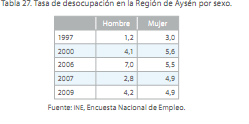 Tabla 27. Tasa de desocupación en la Región de Aysén por sexo.
Hombre Mujer
1997 1,2 3,0
2000 4,1 5,6
2006 7,0 5,5
2007 2,8 4,9
2009 4,2 4,9
Fuente: INE, Encuesta Nacional de Empleo.